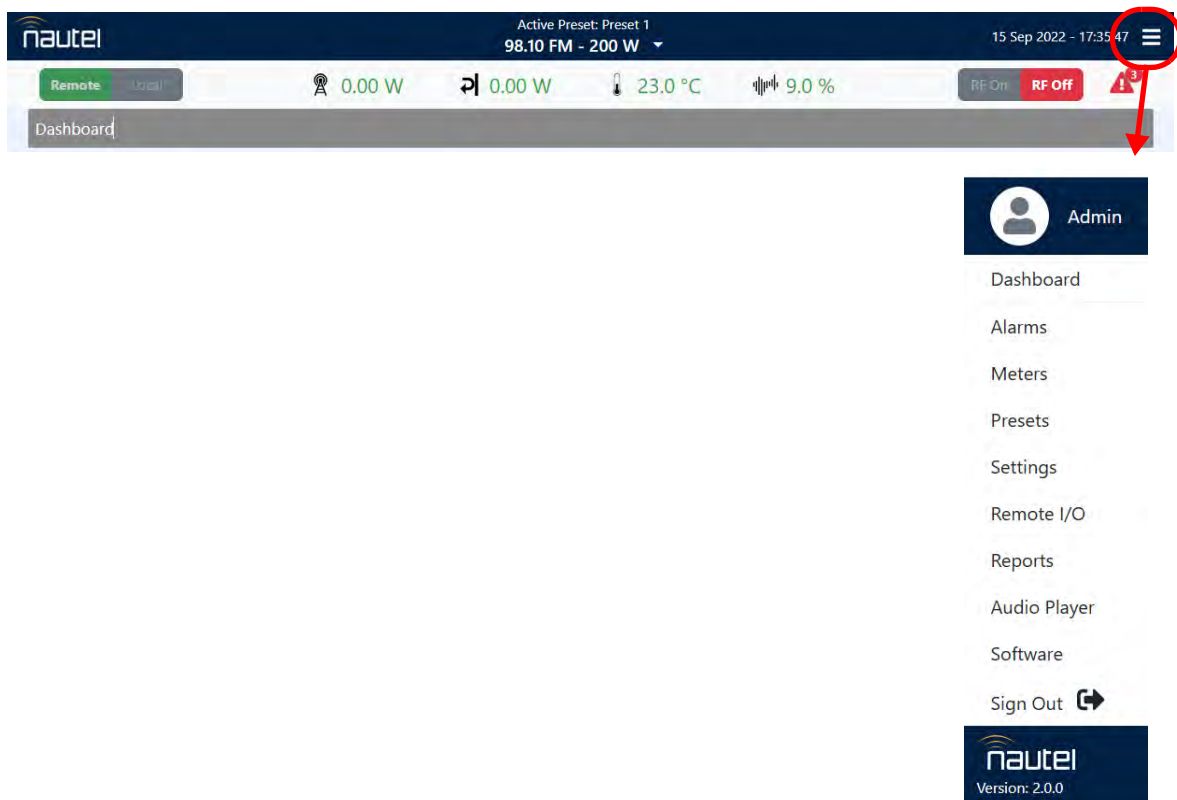 nautel
Active Preset: Preset 1
98.10 FM - 200 W
15 Sep 2022 - 17:35:47
Remote Local
0.00 W
0.00 W
23.0 °C
9.0 %
RF On RF Off
3
Dashboard
Admin
Dashboard
Alarms
Meters
Presets
Settings
Remote I/O
Reports
Audio Player
Software
Sign Out
nautel
Version: 2.0.0